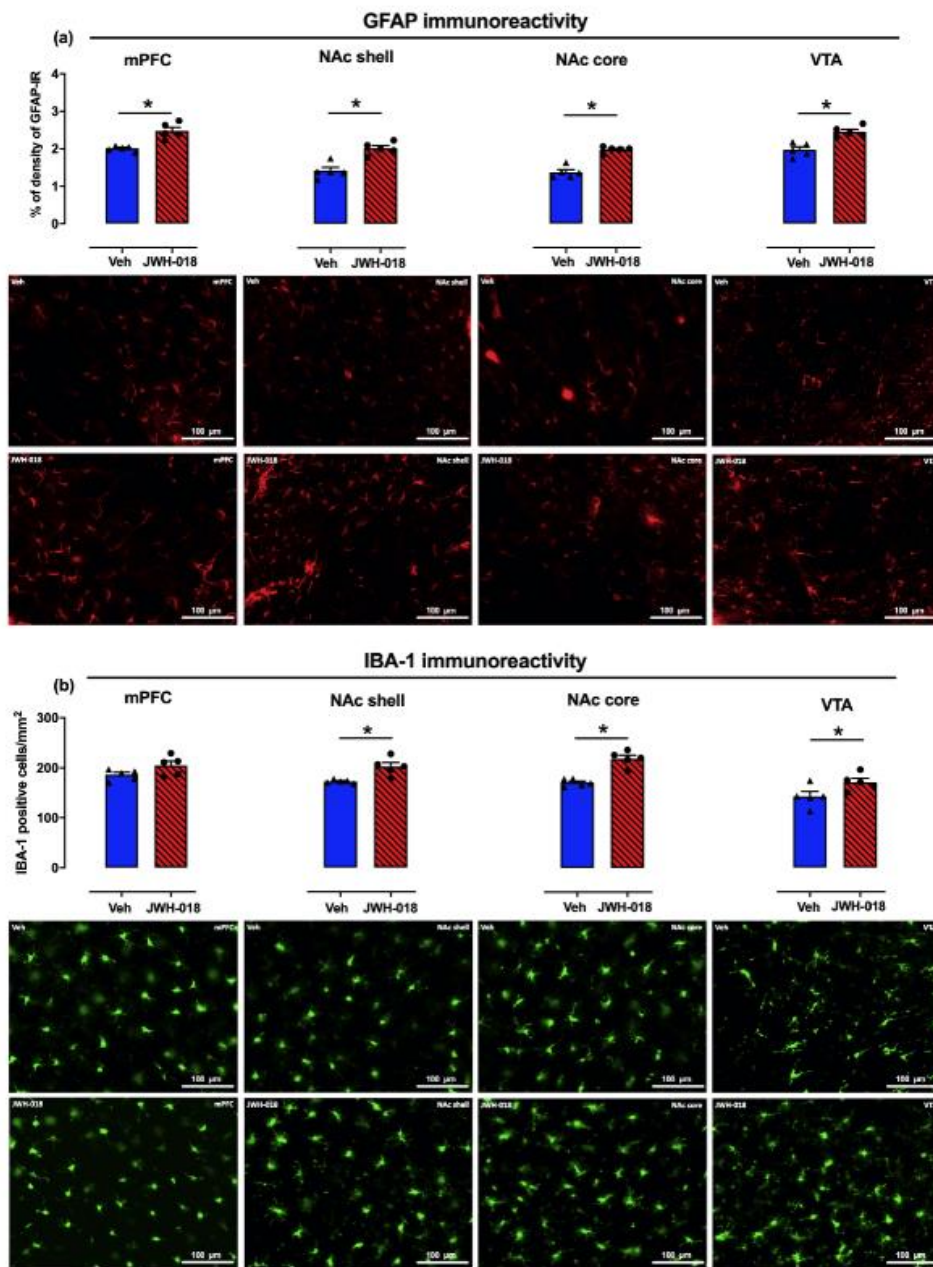 GFAP immunoreactivity
(a)
mPFC NAc shell NAc core VTA
% of density of GFAP-IR
4
3
2
1
0
* * * *
Veh JWH-018 Veh JWH-018 Veh JWH-018 Veh JWH-018
Veh mPFC Veh NAc shell Veh NAc core Veh VT
100 µm 100 µm 100 µm 100 µm
JWH-018 mPFC JWH-018 NAc shell JWH-018 NAc core JWH-018 VT
100 µm 100 µm 100 µm 100 µm
IBA-1 immunoreactivity
(b)
mPFC NAc shell NAc core VTA
IBA-1 positive cells/mm²
300
200
100
0
* * *
Veh JWH-018 Veh JWH-018 Veh JWH-018 Veh JWH-018
Veh mPFC Veh NAc shell Veh NAc core Veh VT
100 µm 100 µm 100 µm 100 µm
JWH-018 mPFC JWH-018 NAc shell JWH-018 NAc core JWH-018 VT
100 µm 100 µm 100 µm 100 µm